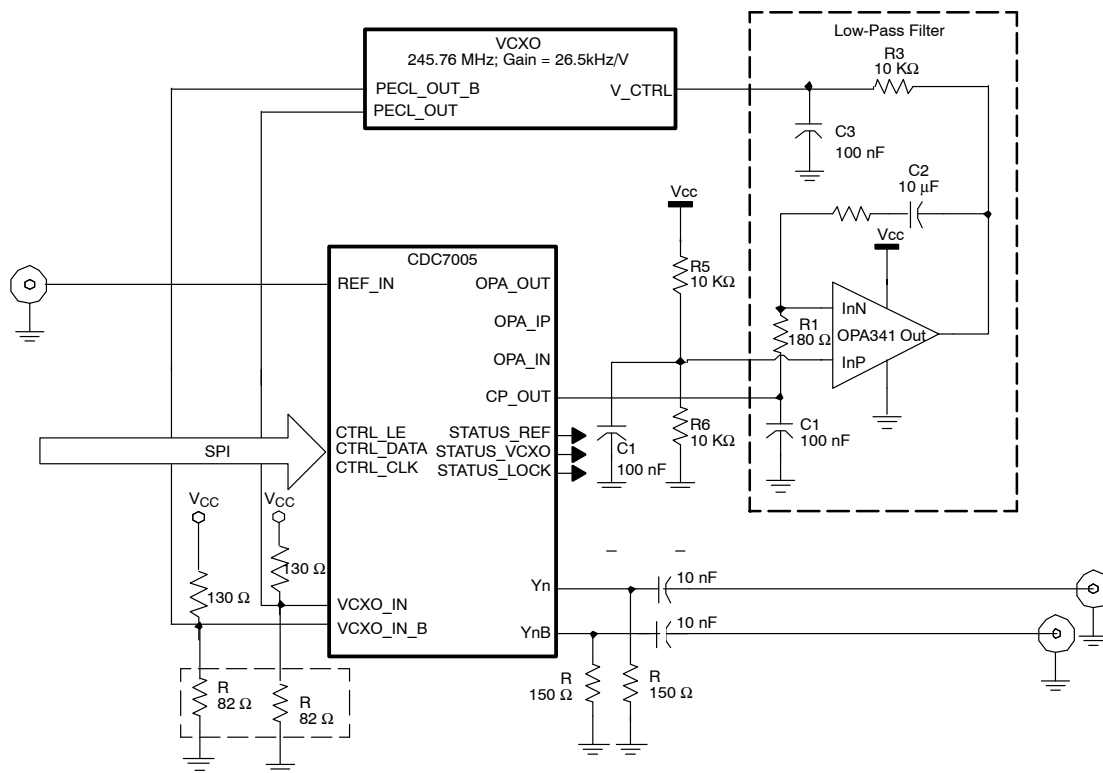 VCXO
245.76 MHz; Gain = 26.5kHz/V
PECL_OUT_B
PECL_OUT
V_CTRL
Low-Pass Filter
R3
10 KΩ
C3
100 nF
C2
10 μF
Vcc
Vcc
R5
10 KΩ
R1
180 Ω
InN
OPA341 Out
InP
CDC7005
REF_IN
OPA_OUT
OPA_IP
OPA_IN
CP_OUT
CTRL_LE
CTRL_DATA
CTRL_CLK
SPI
STATUS_REF
STATUS_VCXO
STATUS_LOCK
C1
100 nF
R6
10 KΩ
C1
100 nF
VCC
VCC
130 Ω
130 Ω
VCXO_IN
VCXO_IN_B
Yn
YnB
10 nF
10 nF
R
82 Ω
R
82 Ω
R
150 Ω
R
150 Ω